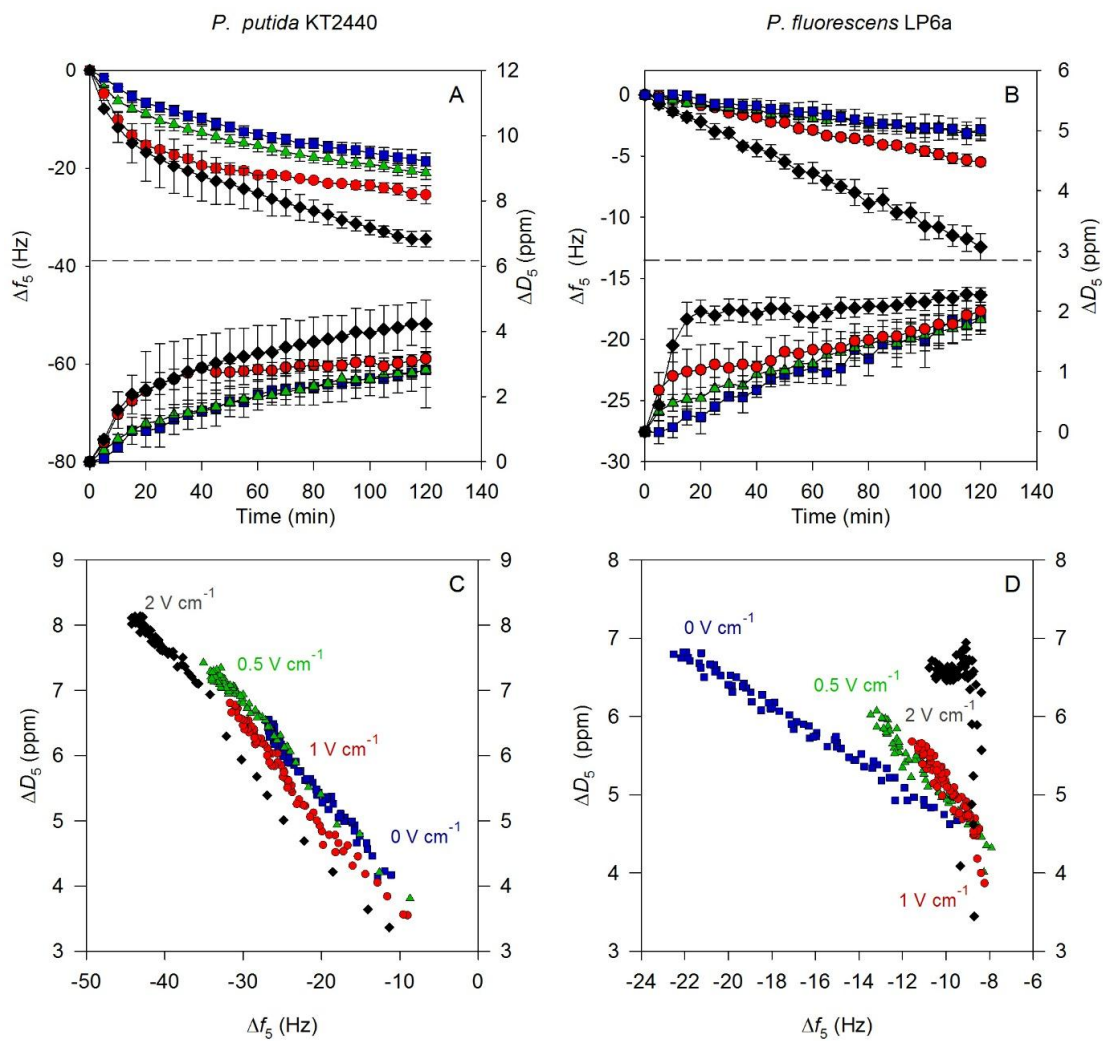 P. putida KT2440
P. fluorescens LP6a
A
0
-20
-40
-60
-80
Δf₅ (Hz)
12
10
8
6
4
2
0
ΔD₅ (ppm)
0 20 40 60 80 100 120 140
Time (min)
B
0
-5
-10
-15
-20
-25
-30
Δf₅ (Hz)
6
5
4
3
2
1
0
ΔD₅ (ppm)
0 20 40 60 80 100 120 140
Time (min)
C
9
8
7
6
5
4
3
ΔD₅ (ppm)
2 V cm⁻¹
0.5 V cm⁻¹
1 V cm⁻¹
0 V cm⁻¹
9
8
7
6
5
4
3
-50 -40 -30 -20 -10 0
Δf₅ (Hz)
D
8
7
6
5
4
3
ΔD₅ (ppm)
0 V cm⁻¹
0.5 V cm⁻¹
2 V cm⁻¹
1 V cm⁻¹
8
7
6
5
4
3
-24 -22 -20 -18 -16 -14 -12 -10 -8 -6
Δf₅ (Hz)